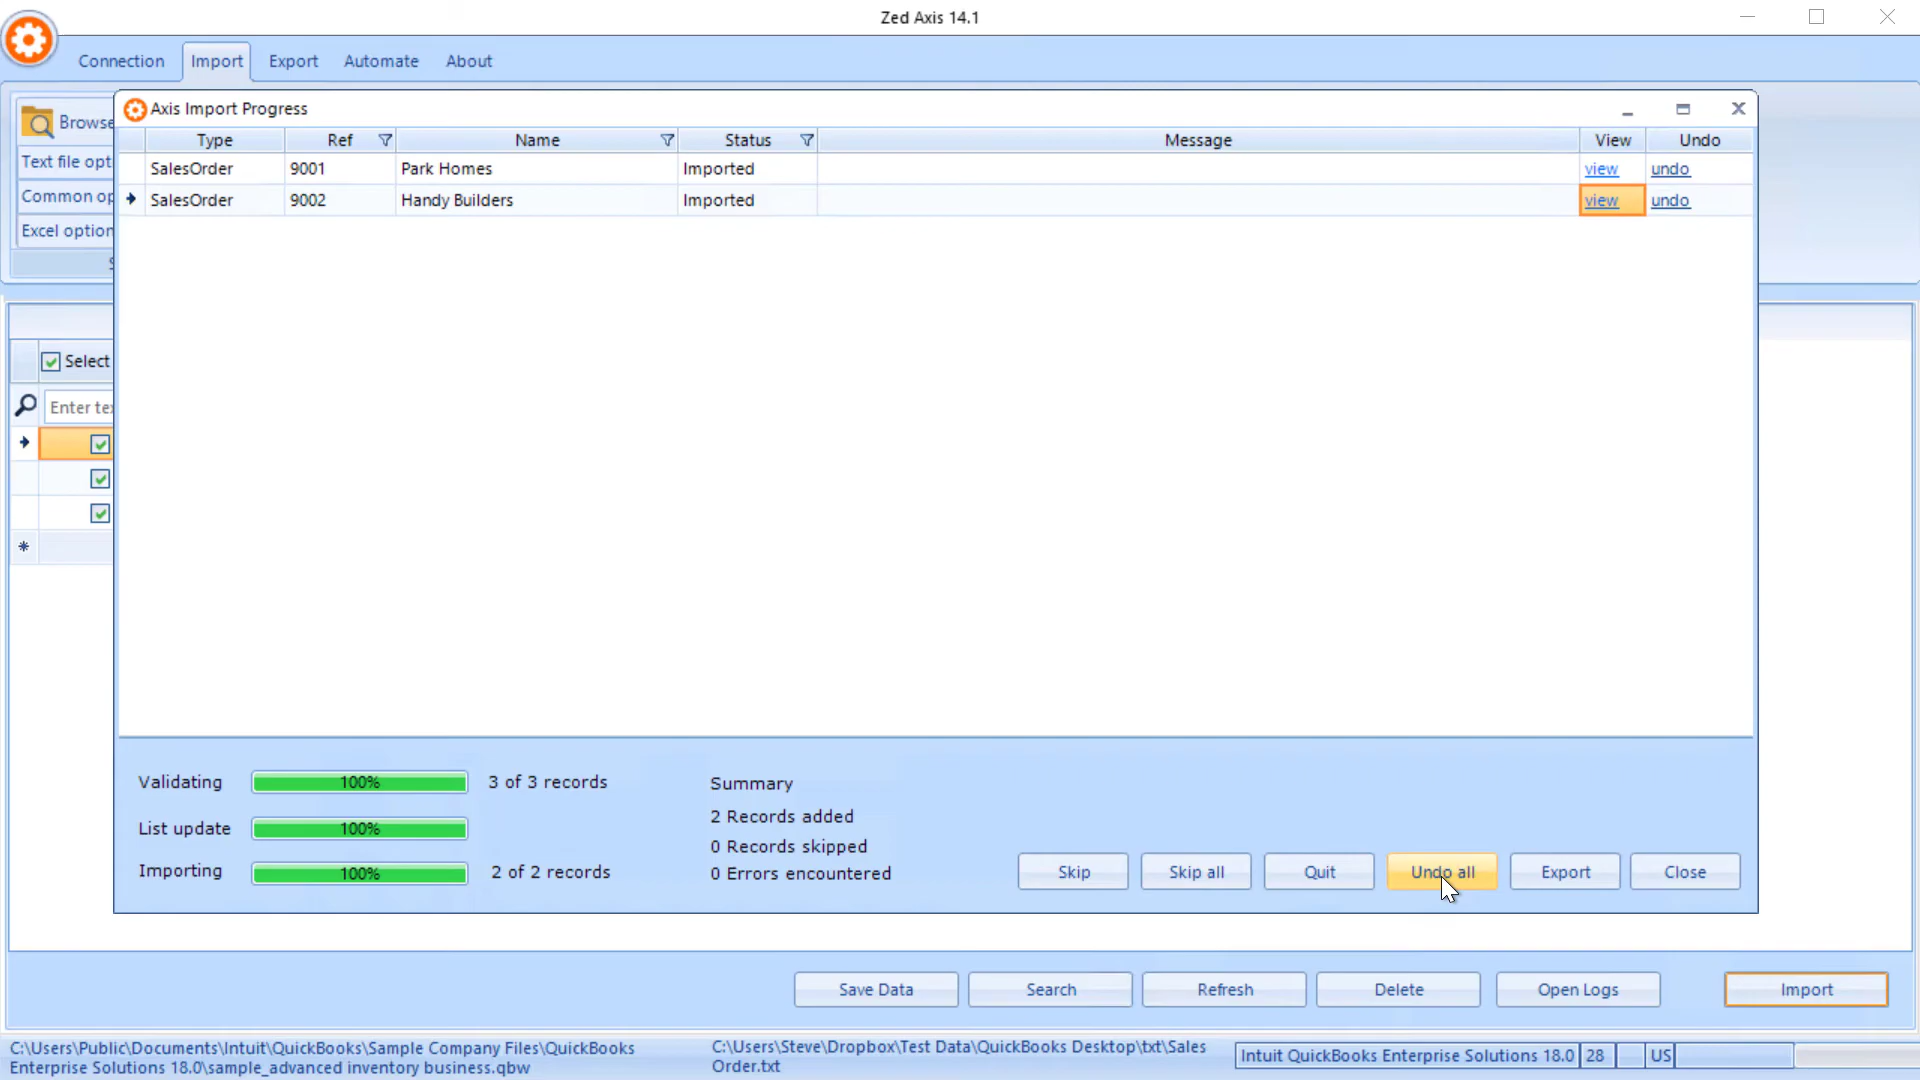 Zed Axis 14.1
Connection Import Export Automate About
Browse
Text file opt
Common op
Excel option
Axis Import Progress
Type Ref Name Status Message View Undo
SalesOrder 9001 Park Homes Imported view undo
SalesOrder 9002 Handy Builders Imported view undo
Select
Enter te
Validating 100% 3 of 3 records
List update 100%
Importing 100% 2 of 2 records
Summary
2 Records added
0 Records skipped
0 Errors encountered
Skip Skip all Quit Undo all Export Close
Save Data Search Refresh Delete Open Logs Import
C:\Users\Public\Documents\Intuit\QuickBooks\Sample Company Files\QuickBooks
Enterprise Solutions 18.0\sample_advanced inventory business.qbw
C:\Users\Steve\Dropbox\Test Data\QuickBooks Desktop\txt\Sales
Order.txt
Intuit QuickBooks Enterprise Solutions 18.0 28 US